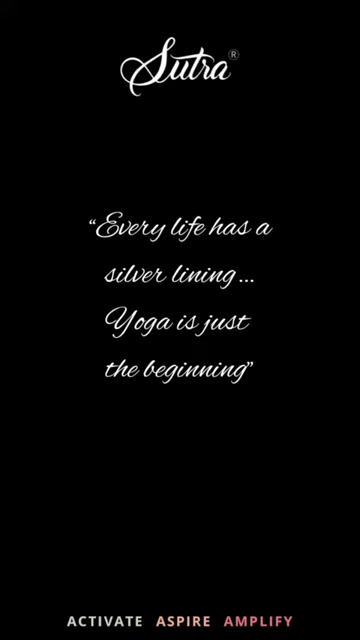 Sutra®
“Every life has a
silver lining...
Yoga is just
the beginning”
ACTIVATE ASPIRE AMPLIFY